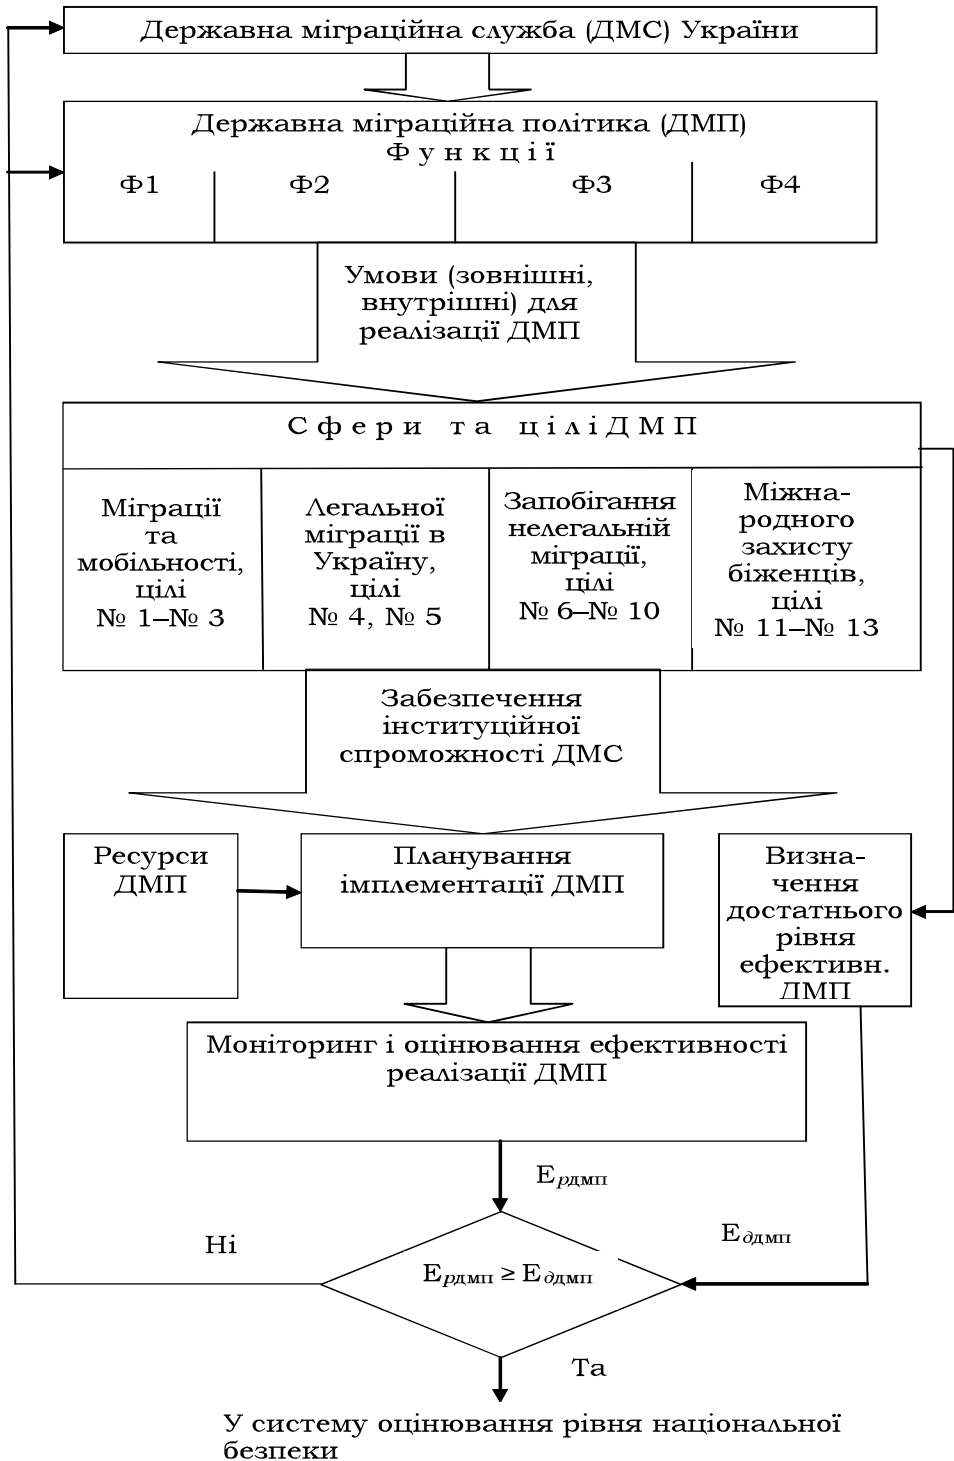 Державна міграційна служба (ДМС) України
Державна міграційна політика (ДМП)
Ф у н к ц і ї
Ф1 Ф2 Ф3 Ф4
Умови (зовнішні,
внутрішні) для
реалізації ДМП
С ф е р и т а ц і л і Д М П
Міграції
та
мобільності,
цілі
№ 1–№ 3
Легальної
міграції в
Україну,
цілі
№ 4, № 5
Запобігання
нелегальній
міграції,
цілі
№ 6–№ 10
Міжна-
родного
захисту
біженців,
цілі
№ 11–№ 13
Забезпечення
інституційної
спроможності ДМС
Ресурси
ДМП
Планування
імплементації ДМП
Визна-
чення
достатнього
рівня
ефективн.
ДМП
Моніторинг і оцінювання ефективності
реалізації ДМП
Ердмп
Ні
Еддмп
Ердмп ≥ Еддмп
Та
У систему оцінювання рівня національної
безпеки